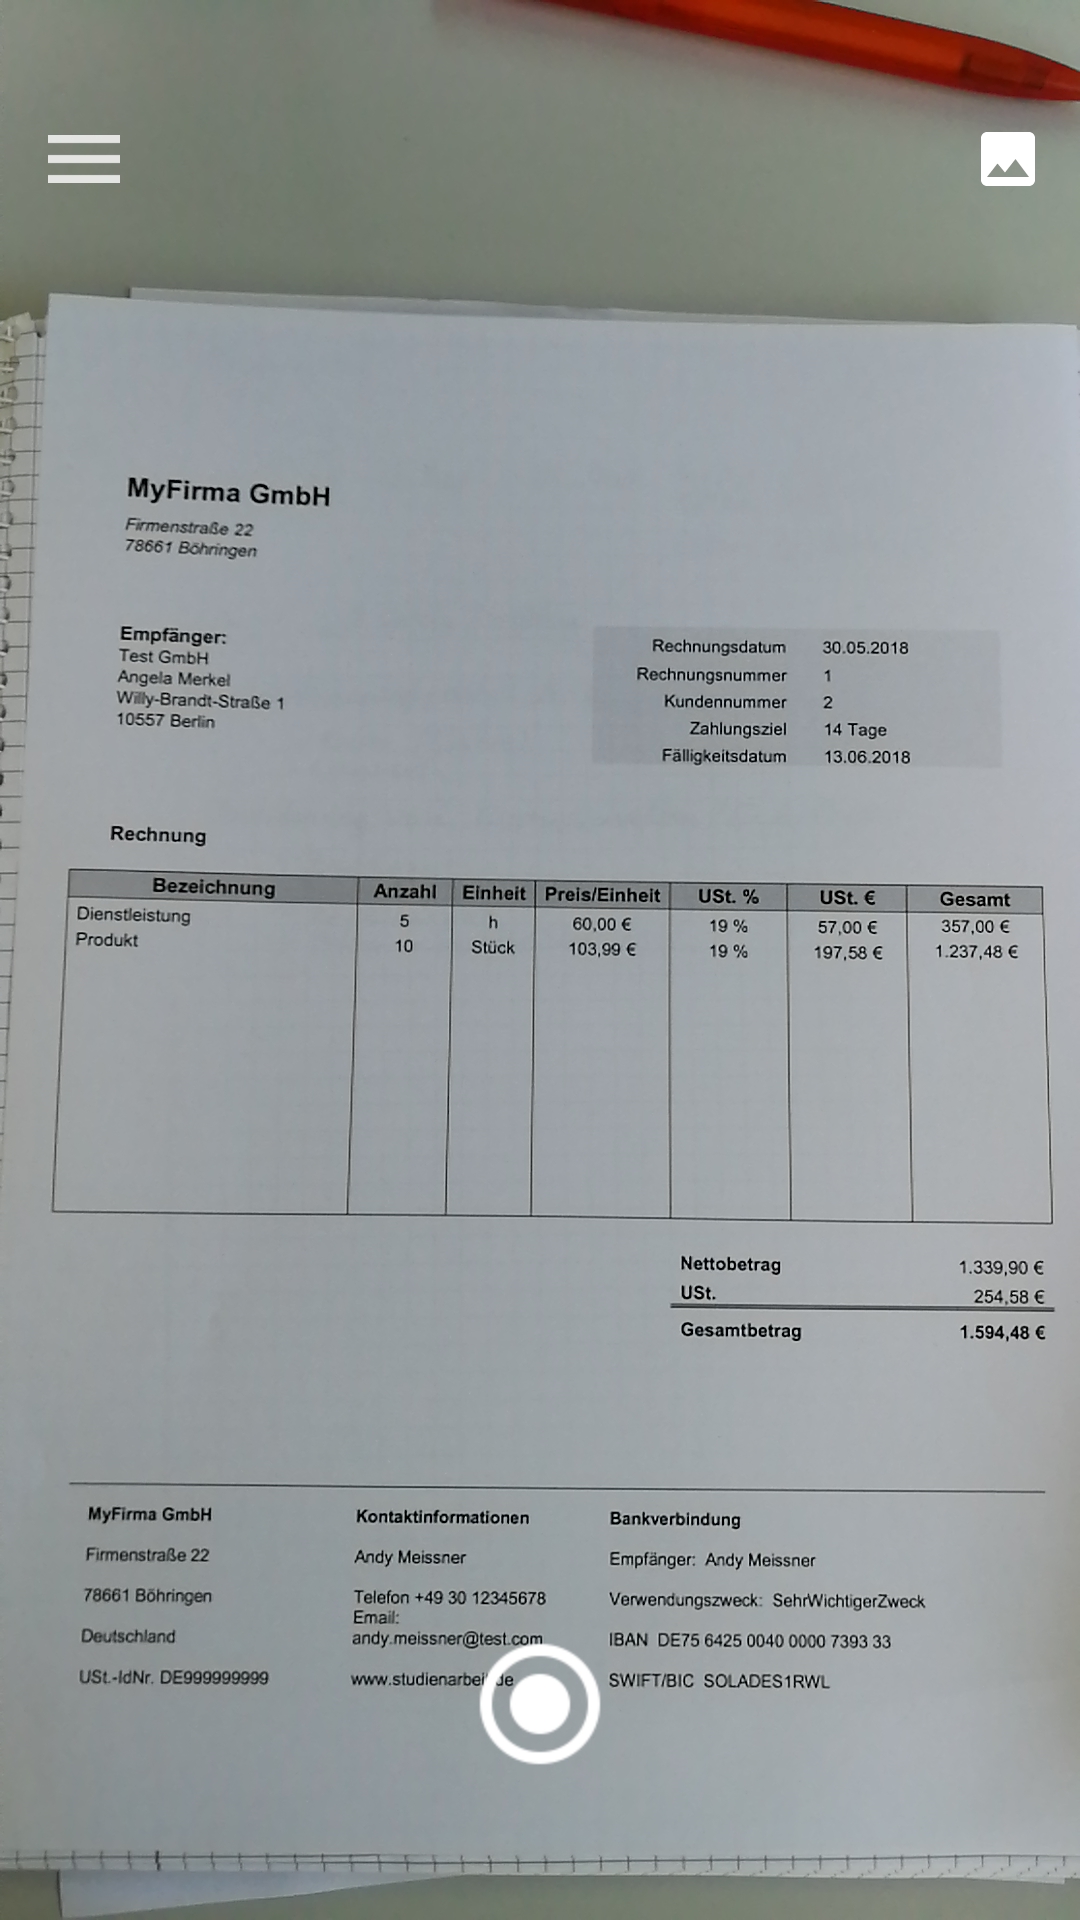 MyFirma GmbH
Firmenstraße 22
78661 Böhringen
Empfänger:
Test GmbH
Angela Merkel
Willy-Brandt-Straße 1
10557 Berlin
Rechnungsdatum 30.05.2018
Rechnungsnummer 1
Kundennummer 2
Zahlungsziel 14 Tage
Fälligkeitsdatum 13.06.2018
Rechnung
Bezeichnung Anzahl Einheit Preis/Einheit USt. % USt. € Gesamt
Dienstleistung 5 h 60,00 € 19 % 57,00 € 357,00 €
Produkt 10 Stück 103,99 € 19 % 197,58 € 1.237,48 €
Nettobetrag 1.339,90 €
USt. 254,58 €
Gesamtbetrag 1.594,48 €
MyFirma GmbH
Firmenstraße 22
78661 Böhringen
Deutschland
USt.-IdNr. DE999999999
Kontaktinformationen
Andy Meissner
Telefon +49 30 12345678
Email:
andy.meissner@test.com
Bankverbindung
Empfänger: Andy Meissner
Verwendungszweck: SehrWichtigerZweck
IBAN DE75 6425 0040 0000 7393 33
SWIFT/BIC SOLADES1RWL